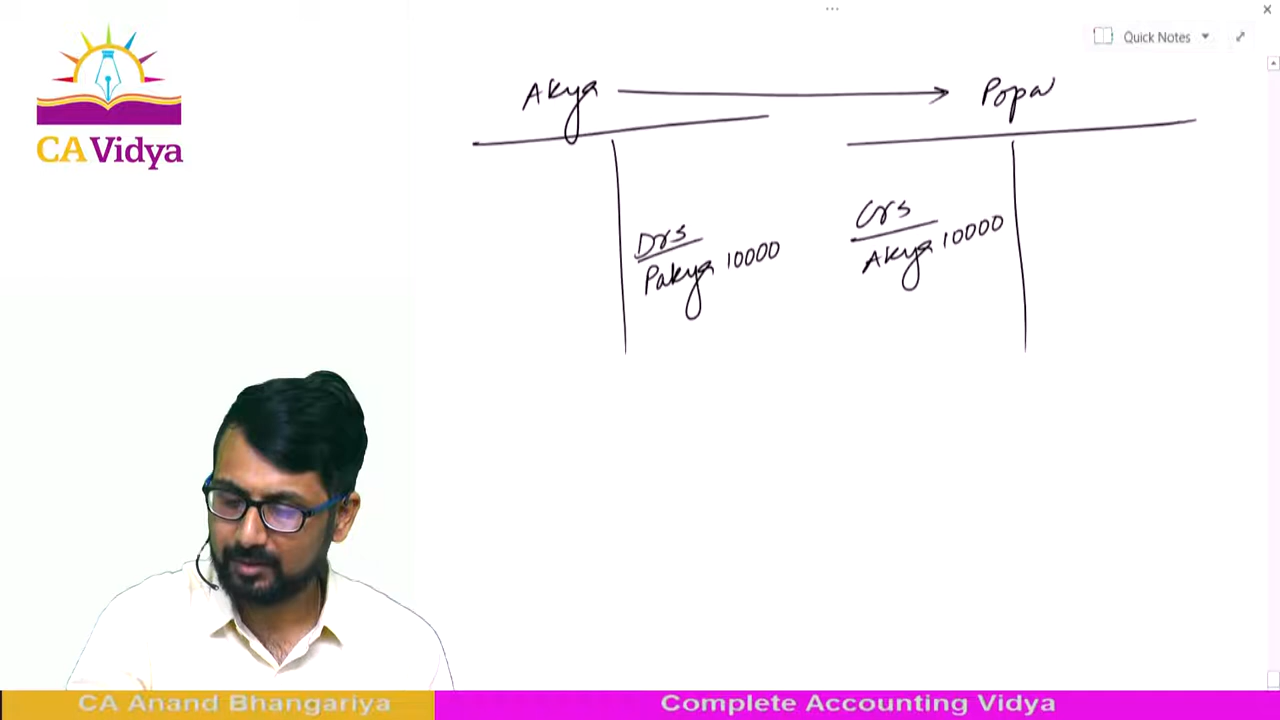 Quick Notes
CA Vidya
Akya
Popa
Drs
Pakya 10000
Crs
Akya 10000
CA Anand Bhangariya
Complete Accounting Vidya